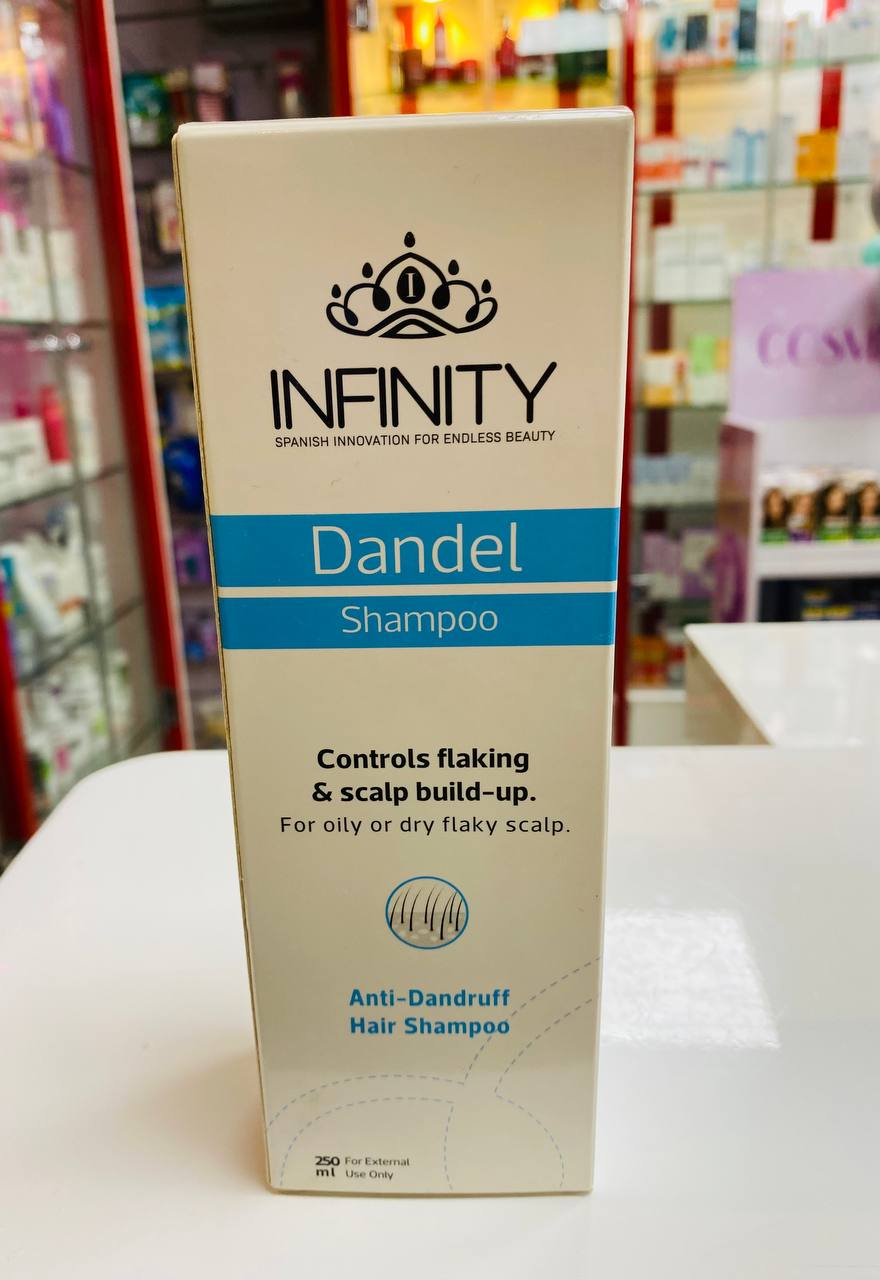 I
INFINITY
SPANISH INNOVATION FOR ENDLESS BEAUTY
Dandel
Shampoo
Controls flaking
& scalp build-up.
For oily or dry flaky scalp.
Anti-Dandruff
Hair Shampoo
250 For External
ml Use Only